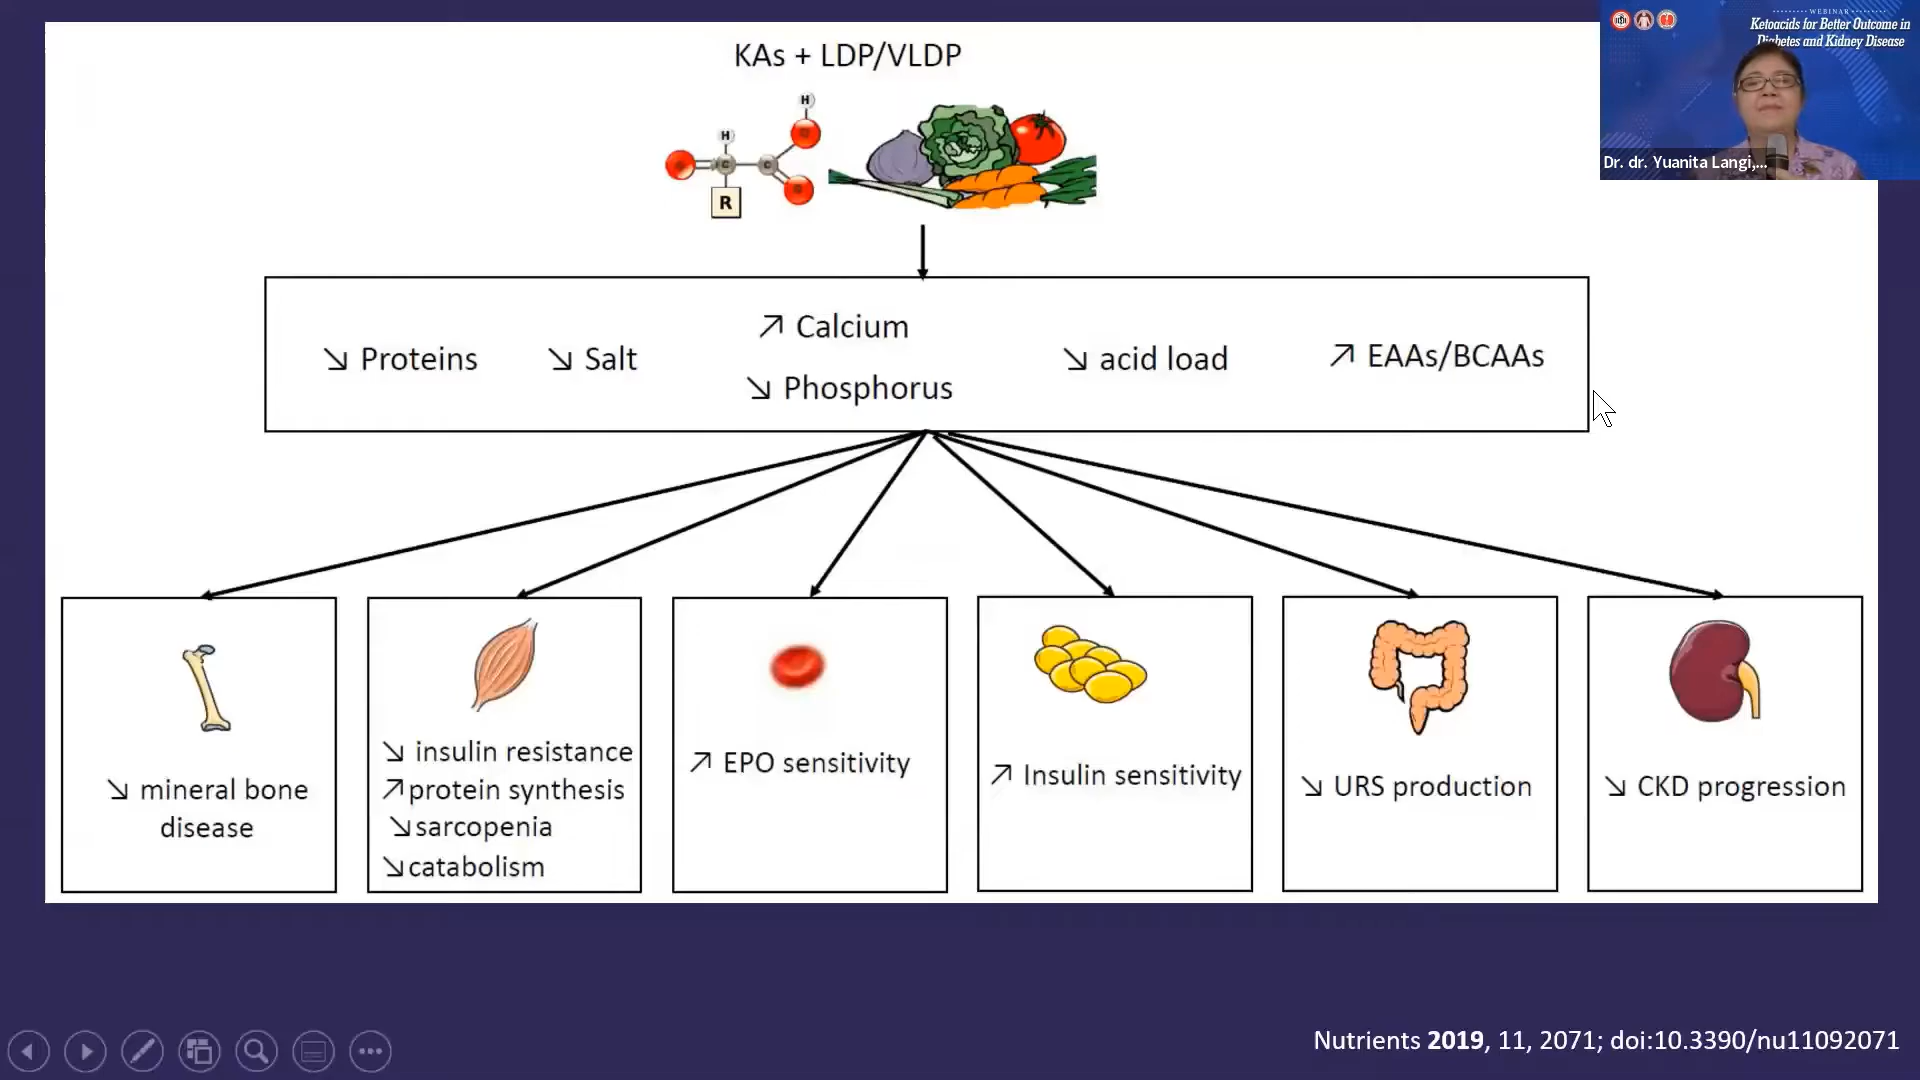 WEBINAR
Ketoacids for Better Outcome in
Diabetes and Kidney Disease
Dr. dr. Yuanita Langi,...
KAs + LDP/VLDP
H
H
C
C
R
↗ Calcium
↘ Proteins ↘ Salt ↘ acid load ↗ EAAs/BCAAs
↘ Phosphorus
↘ mineral bone
disease
↘ insulin resistance
↗ protein synthesis
↘ sarcopenia
↘ catabolism
↗ EPO sensitivity
↗ Insulin sensitivity
↘ URS production
↘ CKD progression
Nutrients 2019, 11, 2071; doi:10.3390/nu11092071